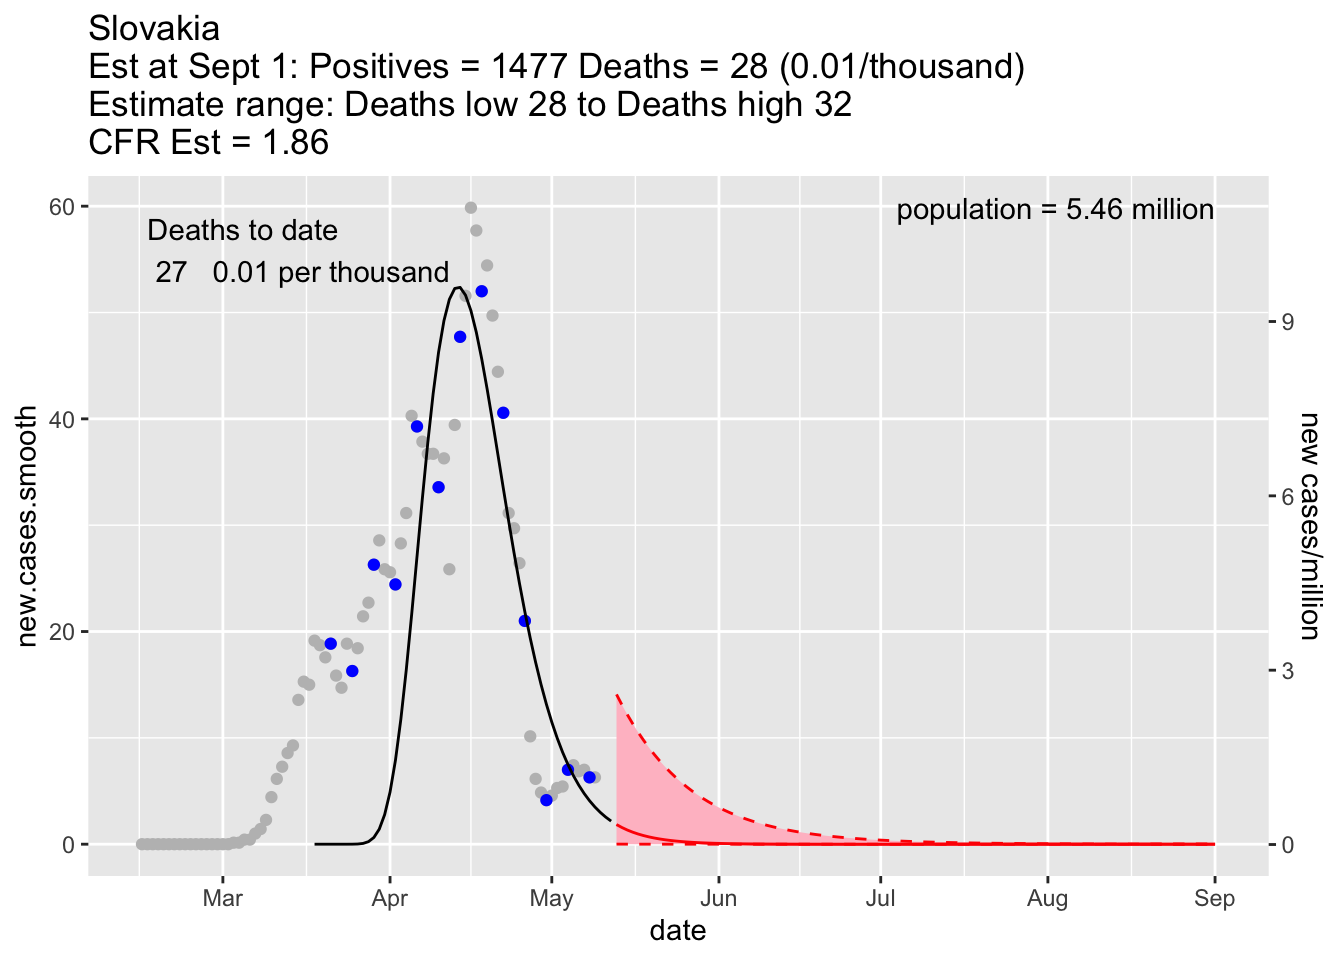 Slovakia
Est at Sept 1: Positives = 1477 Deaths = 28 (0.01/thousand)
Estimate range: Deaths low 28 to Deaths high 32
CFR Est = 1.86
population = 5.46 million
Deaths to date
27 0.01 per thousand
60
40
20
0
new.cases.smooth
9
6
3
0
new cases/million
Mar
Apr
May
Jun
Jul
Aug
Sep
date